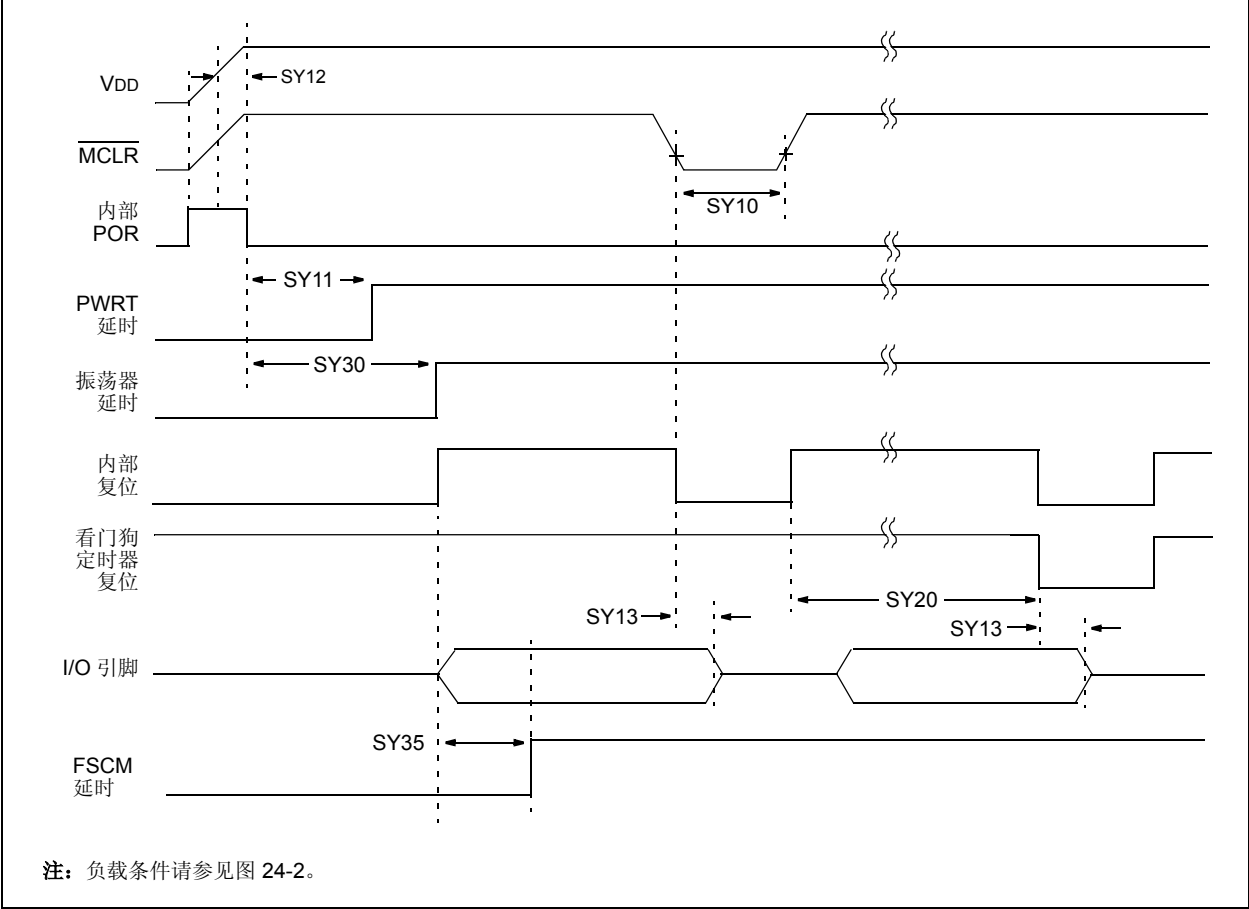 VDD
SY12
MCLR
SY10
内部
POR
SY11
PWRT
延时
SY30
振荡器
延时
内部
复位
看门狗
定时器
复位
SY20
SY13
SY13
I/O 引脚
SY35
FSCM
延时
注：负载条件请参见图 24-2。